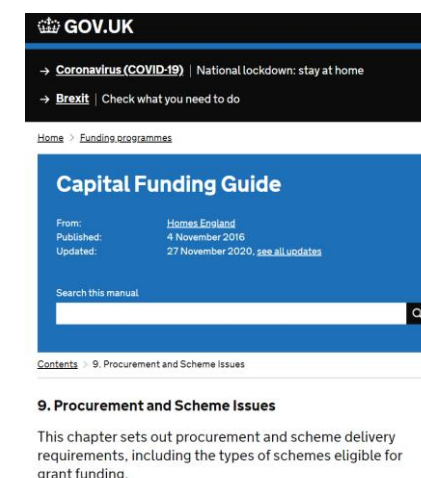 GOV.UK
→ Coronavirus (COVID-19) | National lockdown: stay at home
→ Brexit | Check what you need to do
Home > Funding programmes
Capital Funding Guide
From: Homes England
Published: 4 November 2016
Updated: 27 November 2020, see all updates
Search this manual
Contents > 9. Procurement and Scheme Issues
9. Procurement and Scheme Issues
This chapter sets out procurement and scheme delivery
requirements, including the types of schemes eligible for
grant funding.